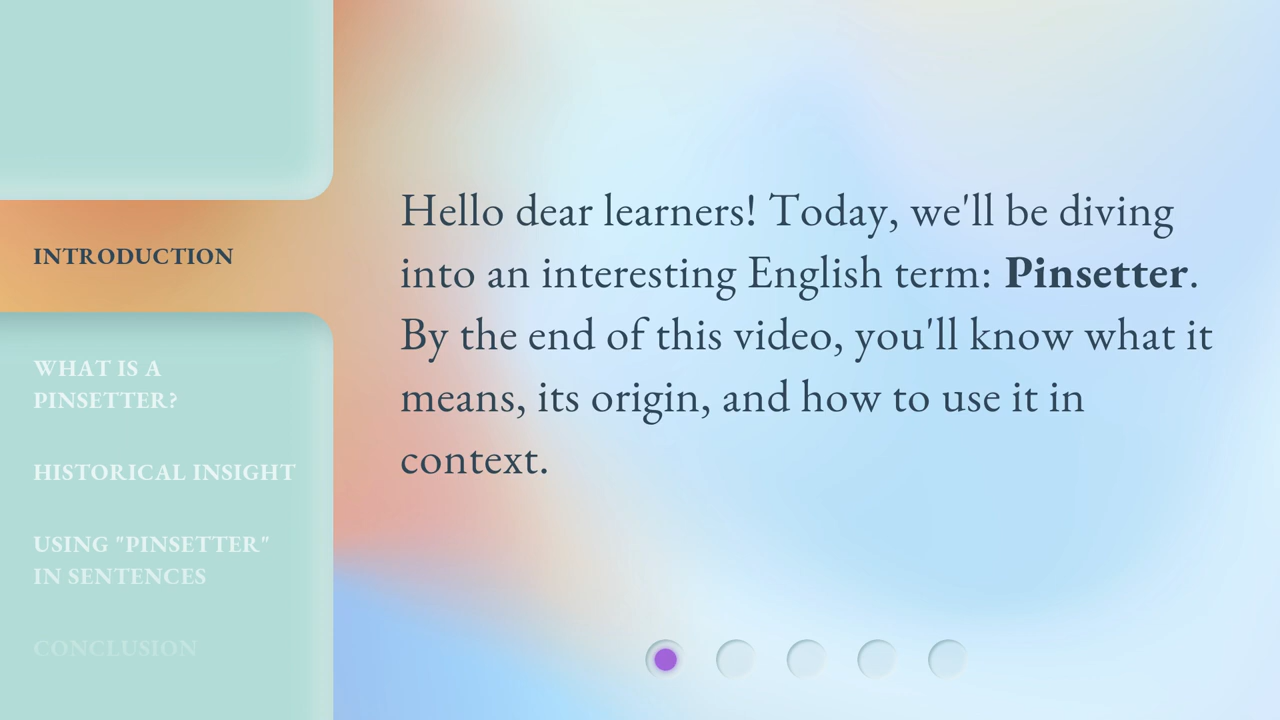 INTRODUCTION
WHAT IS A
PINSETTER?
HISTORICAL INSIGHT
USING "PINSETTER"
IN SENTENCES
CONCLUSION
Hello dear learners! Today, we'll be diving
into an interesting English term: Pinsetter.
By the end of this video, you'll know what it
means, its origin, and how to use it in
context.